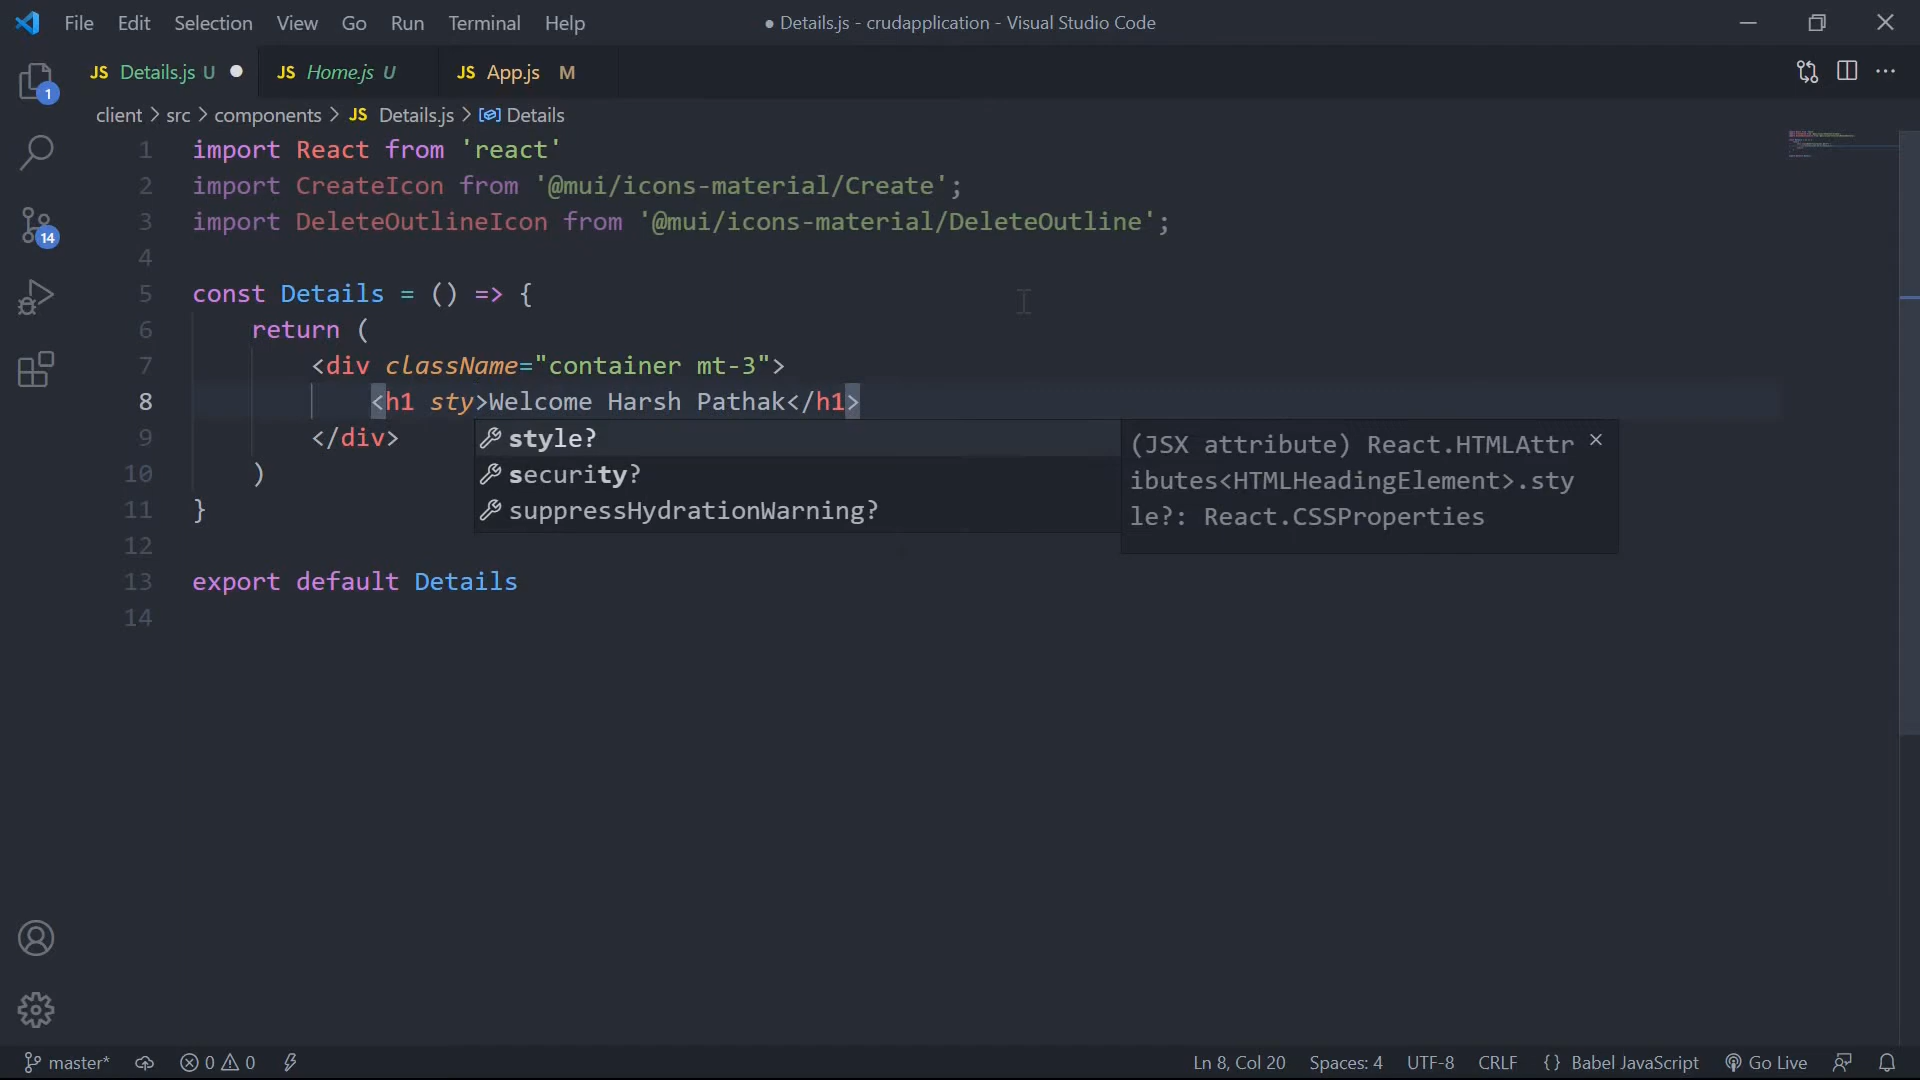 File Edit Selection View Go Run Terminal Help ● Details.js - crudapplication - Visual Studio Code
JS Details.js U ● JS Home.js U JS App.js M
client > src > components > JS Details.js > Details
1 import React from 'react'
2 import CreateIcon from '@mui/icons-material/Create';
3 import DeleteOutlineIcon from '@mui/icons-material/DeleteOutline';
4
5 const Details = () => {
6 return (
7 <div className="container mt-3">
8 <h1 sty>Welcome Harsh Pathak</h1>
9 </div>
10 )
11 }
12
13 export default Details
14
style?
security?
suppressHydrationWarning?
(JSX attribute) React.HTMLAttr
ibutes<HTMLHeadingElement>.sty
le?: React.CSSProperties
1
14
master* 0 0 Ln 8, Col 20 Spaces: 4 UTF-8 CRLF {} Babel JavaScript Go Live